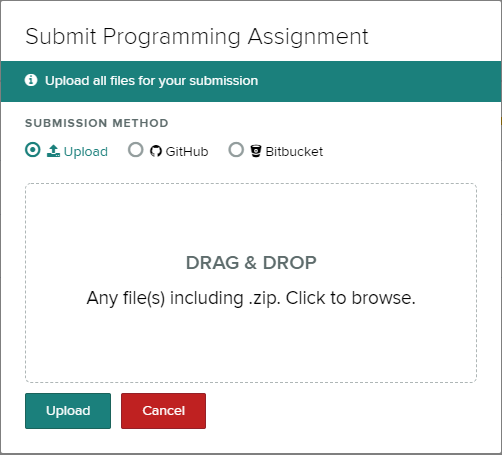 Submit Programming Assignment
Upload all files for your submission
SUBMISSION METHOD
Upload GitHub Bitbucket
DRAG & DROP
Any file(s) including .zip. Click to browse.
Upload Cancel